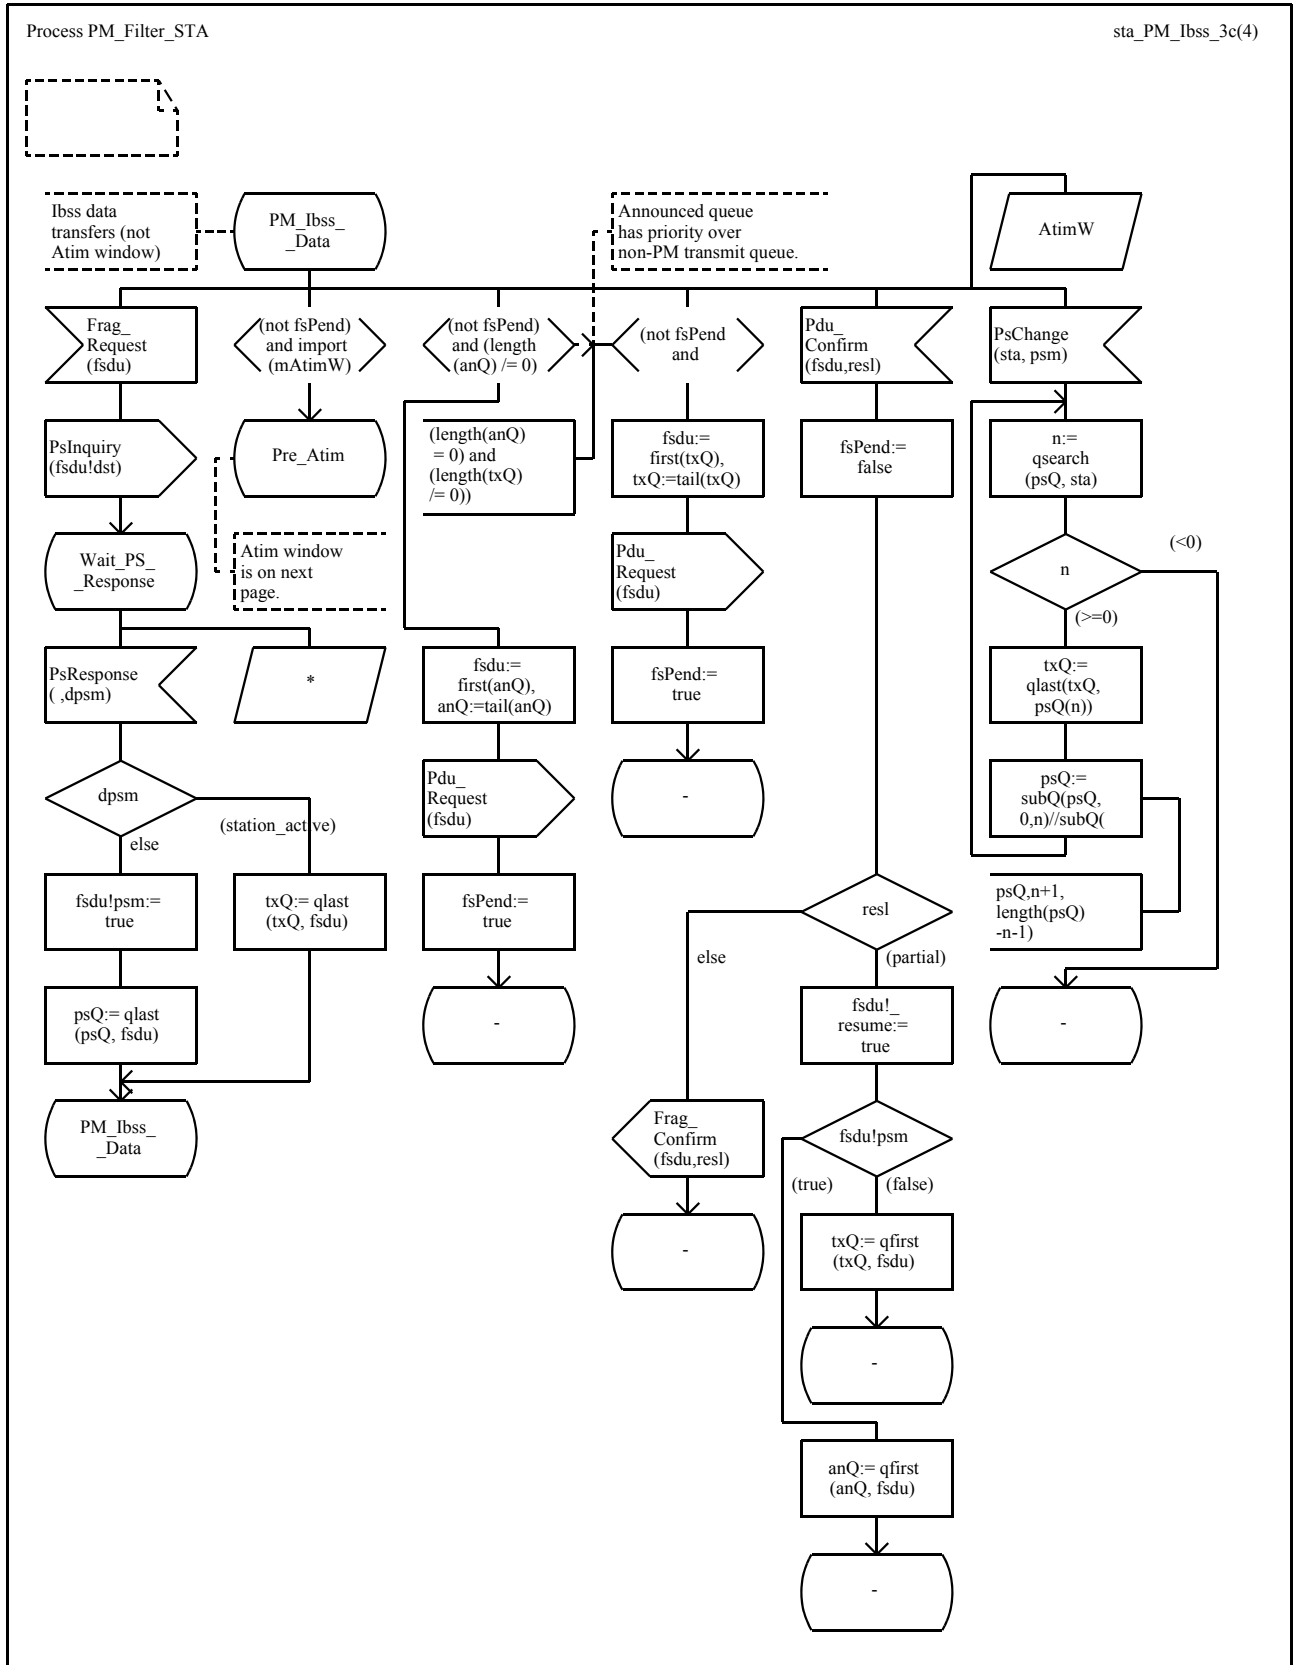 Process PM_Filter_STA
sta_PM_Ibss_3c(4)
Ibss data
transfers (not
Atim window)
PM_Ibss_
_Data
Announced queue
has priority over
non-PM transmit queue.
AtimW
Frag_
Request
(fsdu)
(not fsPend)
and import
(mAtimW)
(not fsPend)
and (length
(anQ) /= 0)
(not fsPend
and
Pdu_
Confirm
(fsdu,resl)
PsChange
(sta, psm)
PsInquiry
(fsdu!dst)
Pre_Atim
(length(anQ)
= 0) and
(length(txQ)
/= 0))
fsdu:=
first(txQ),
txQ:=tail(txQ)
fsPend:=
false
n:=
qsearch
(psQ, sta)
Wait_PS_
_Response
Atim window
is on next
page.
Pdu_
Request
(fsdu)
n
(<0)
(>=0)
PsResponse
( ,dpsm)
*
fsdu:=
first(anQ),
anQ:=tail(anQ)
fsPend:=
true
txQ:=
qlast(txQ,
psQ(n))
dpsm
(station_active)
else
Pdu_
Request
(fsdu)
-
psQ:=
subQ(psQ,
0,n)//subQ(
fsdu!psm:=
true
txQ:= qlast
(txQ, fsdu)
fsPend:=
true
resl
psQ,n+1,
length(psQ)
-n-1)
else
(partial)
psQ:= qlast
(psQ, fsdu)
-
fsdu!_
resume:=
true
-
PM_Ibss_
_Data
Frag_
Confirm
(fsdu,resl)
fsdu!psm
(true)
(false)
-
txQ:= qfirst
(txQ, fsdu)
-
anQ:= qfirst
(anQ, fsdu)
-